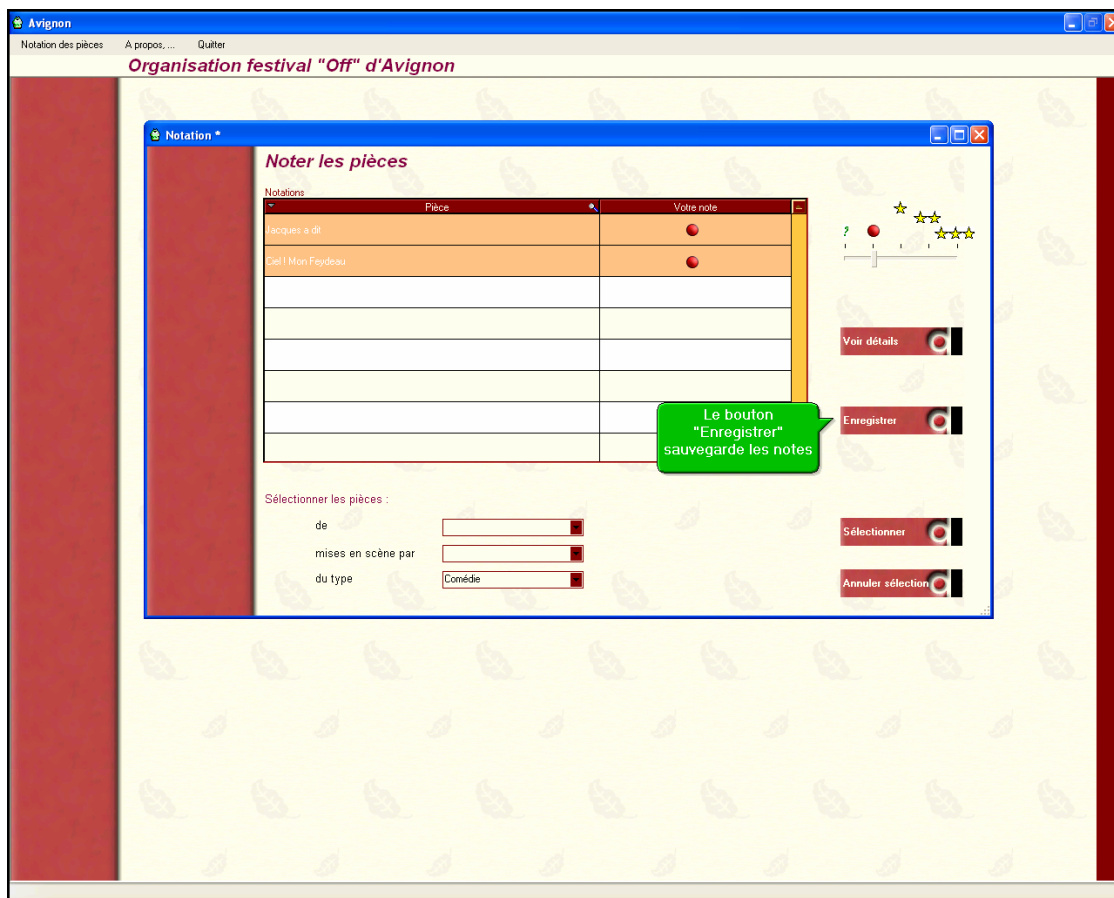 Avignon
Notation des pièces A propos, ... Quitter
Organisation festival "Off" d'Avignon
Notation *
Noter les pièces
Notations
Pièce Votre note
Jacques a dit
Ciel ! Mon Feydeau
?
Voir détails
Le bouton
"Enregistrer"
sauvegarde les notes
Enregistrer
Sélectionner les pièces :
de
Sélectionner
mises en scène par
du type Comédie
Annuler sélection